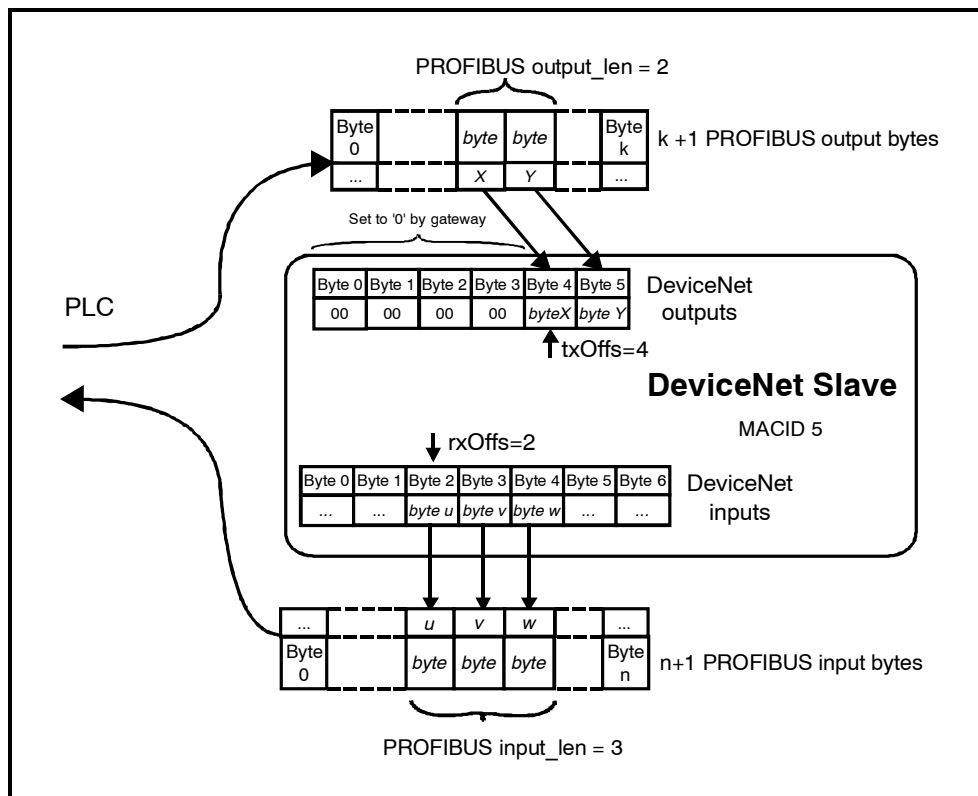 PROFIBUS output_len = 2
Byte 0 byte byte Byte k
k +1 PROFIBUS output bytes
... X Y ...
Set to '0' by gateway
PLC
Byte 0 Byte 1 Byte 2 Byte 3 Byte 4 Byte 5
00 00 00 00 byteX byte Y
DeviceNet
outputs
txOffs=4
DeviceNet Slave
MACID 5
rxOffs=2
Byte 0 Byte 1 Byte 2 Byte 3 Byte 4 Byte 5 Byte 6
... ... byte u byte v byte w ... ...
DeviceNet
inputs
... u v w ...
Byte 0 byte byte byte Byte n
n+1 PROFIBUS input bytes
PROFIBUS input_len = 3